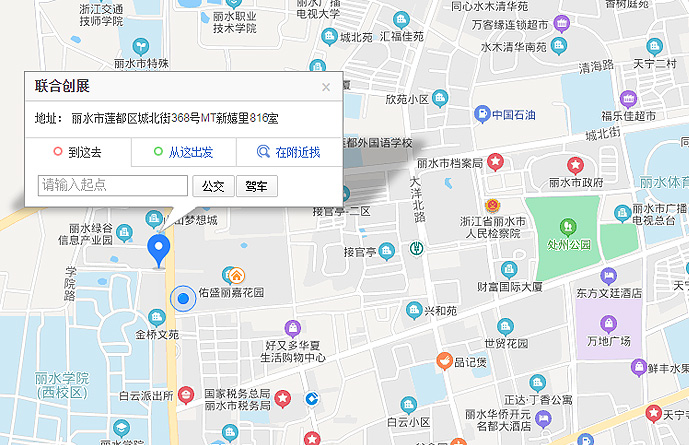 浙江交通
技师学院
丽水职业
技术学院
电视大学
同心水岸
万客缘连锁超市
城北苑
汇福佳苑
水木清华南苑
清海路
天宁二村
丽水市特殊
联合创展
地址： 丽水市莲都区城北街368号MT新嬉里816室
到这去
从这出发
在附近找
请输入起点
公交
驾车
欣苑小区
中国石油
福乐佳超市
城北街
莲都外国语学校
丽水市档案局
丽水市政府
丽水体育
大洋北路
接官亭-二区
浙江省丽水市
人民检察院
丽水市广播
电视总台
山梦想城
丽水绿谷
信息产业园
处州公园
接官亭
学院路
佑盛丽嘉花园
财富国际大厦
东方文廷酒店
天宁
金桥文苑
兴和苑
好又多华夏
生活购物中心
世贸花园
万地广场
品记煲
鲜丰水果
丽水学院
(西校区)
白云派出所
国家税务总局
丽水市税务局
白云小区
正达·丁香公寓
丽水华侨开元
名都大酒店
天宁
丽水学院